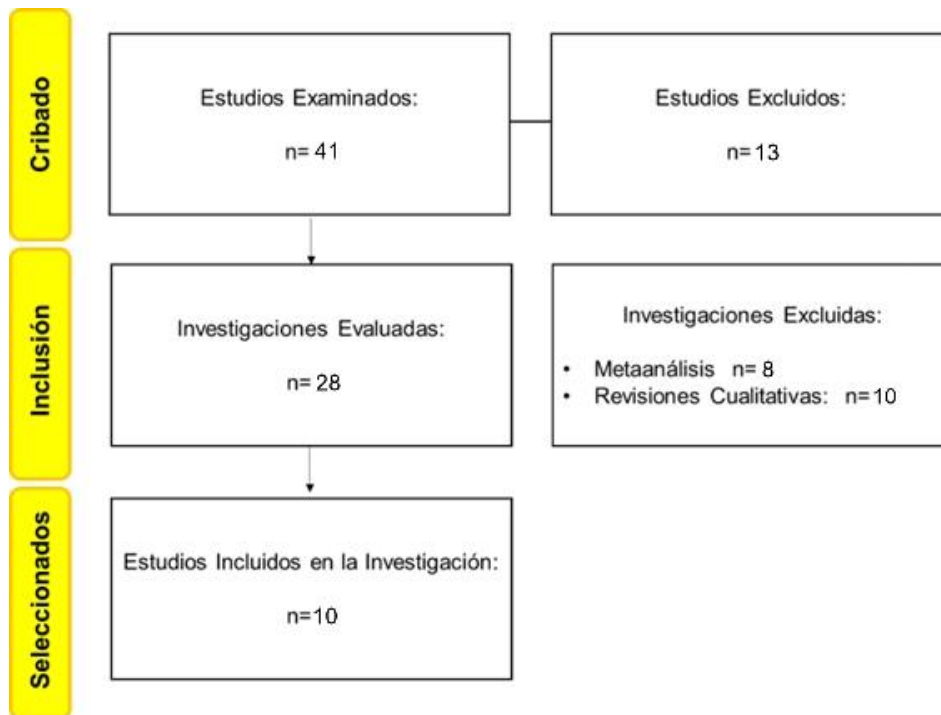 Cribado
Estudios Examinados:
n= 41
Estudios Excluidos:
n= 13
Inclusión
Investigaciones Evaluadas:
n= 28
Investigaciones Excluidas:
• Metaanálisis n= 8
• Revisiones Cualitativas: n= 10
Seleccionados
Estudios Incluidos en la Investigación:
n= 10